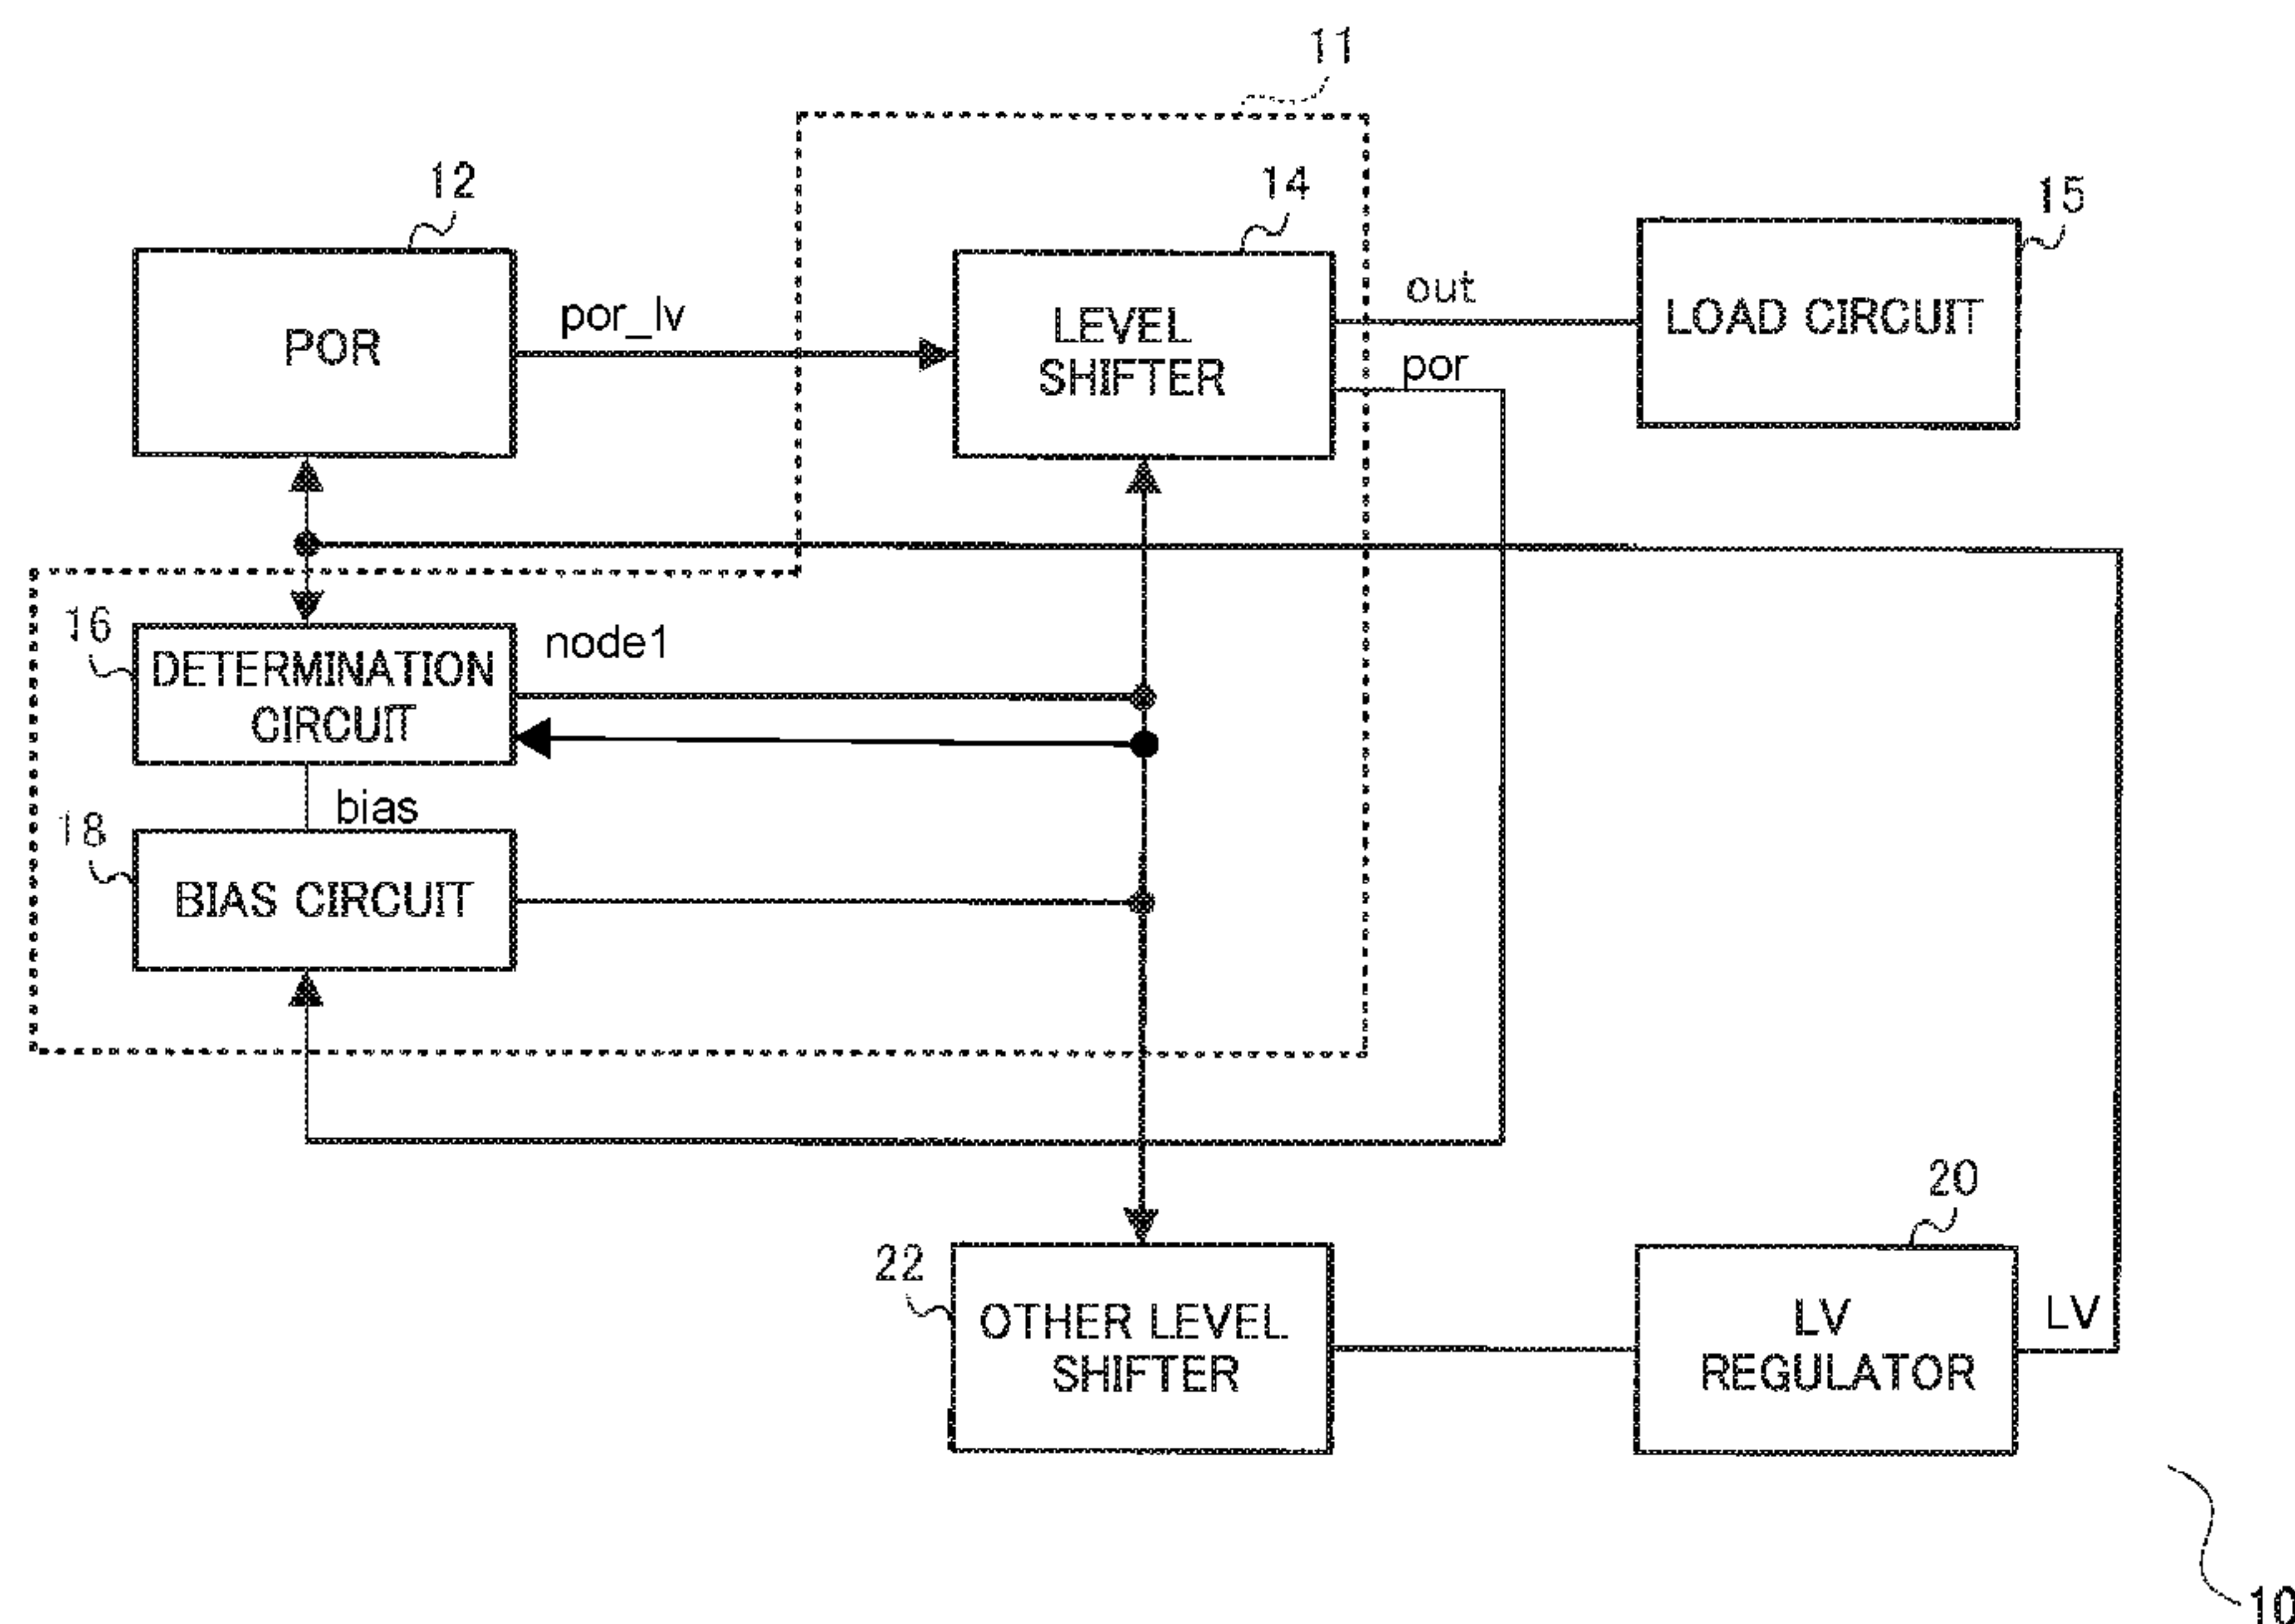 11
12
14
15
POR
por_lv
LEVEL
SHIFTER
out
por
LOAD CIRCUIT
16
DETERMINATION
CIRCUIT
node1
bias
18
BIAS CIRCUIT
20
22
OTHER LEVEL
SHIFTER
LV
REGULATOR
LV
10